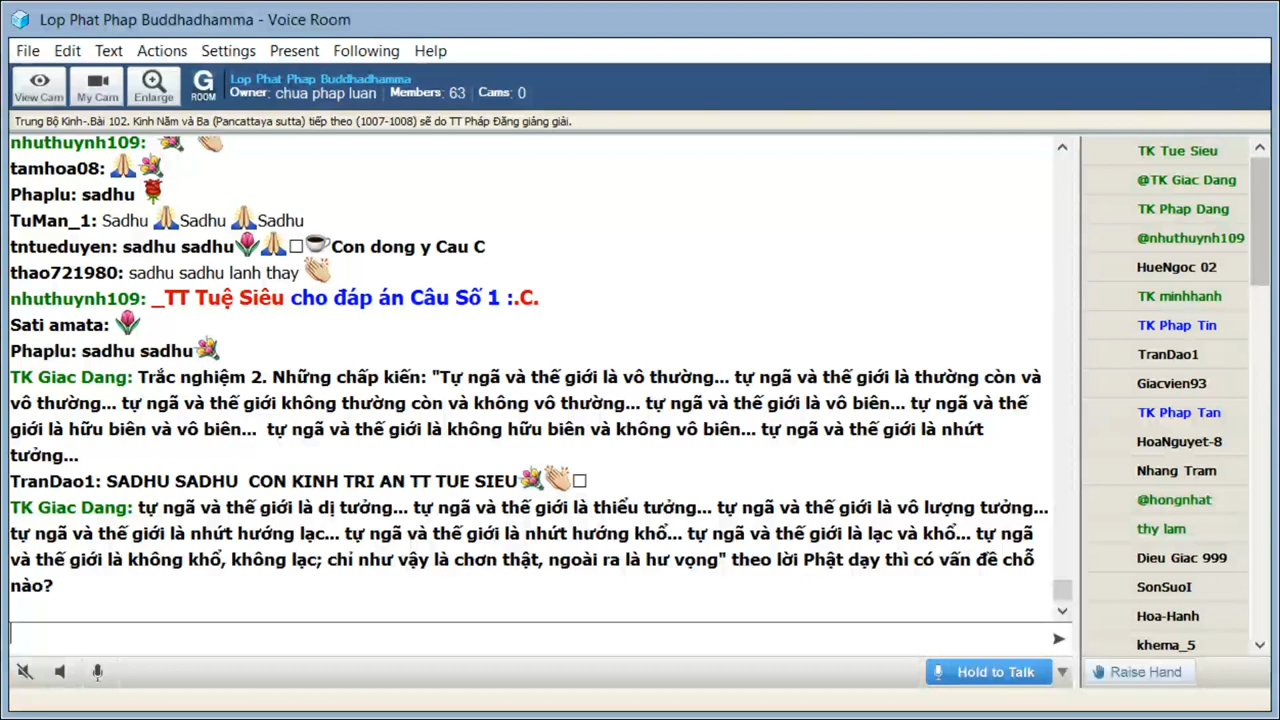 Lop Phat Phap Buddhadhamma - Voice Room
File Edit Text Actions Settings Present Following Help
View Cam My Cam Enlarge G ROOM
Lop Phat Phap Buddhadhamma
Owner: chua phap luan Members: 63 Cams: 0
Trung Bộ Kinh-.Bài 102. Kinh Năm và Ba (Pancattaya sutta) tiếp theo (1007-1008) sẽ do TT Pháp Đăng giảng giải.
nhuthuynh109:
tamhoa08:
Phaplu: sadhu
TuMan_1: Sadhu Sadhu Sadhu
tntueduyen: sadhu sadhu Con dong y Cau C
thao721980: sadhu sadhu lanh thay
nhuthuynh109: _TT Tuệ Siêu cho đáp án Câu Số 1 :.C.
Sati amata:
Phaplu: sadhu sadhu
TK Giac Dang: Trắc nghiệm 2. Những chấp kiến: "Tự ngã và thế giới là vô thường... tự ngã và thế giới là thường còn và
vô thường... tự ngã và thế giới không thường còn và không vô thường... tự ngã và thế giới là vô biên... tự ngã và thế
giới là hữu biên và vô biên... tự ngã và thế giới là không hữu biên và không vô biên... tự ngã và thế giới là nhứt
tưởng...
TranDao1: SADHU SADHU CON KINH TRI AN TT TUE SIEU
TK Giac Dang: tự ngã và thế giới là dị tưởng... tự ngã và thế giới là thiểu tưởng... tự ngã và thế giới là vô lượng tưởng...
tự ngã và thế giới là nhứt hướng lạc... tự ngã và thế giới là nhứt hướng khổ... tự ngã và thế giới là lạc và khổ... tự ngã
và thế giới là không khổ, không lạc; chỉ như vậy là chơn thật, ngoài ra là hư vọng" theo lời Phật dạy thì có vấn đề chỗ
nào?
TK Tue Sieu
@TK Giac Dang
TK Phap Dang
@nhuthuynh109
HueNgoc 02
TK minhhanh
TK Phap Tin
TranDao1
Giacvien93
TK Phap Tan
HoaNguyet-8
Nhang Tram
@hongnhat
thy lam
Dieu Giac 999
SonSuoI
Hoa-Hanh
khema_5
Hold to Talk
Raise Hand